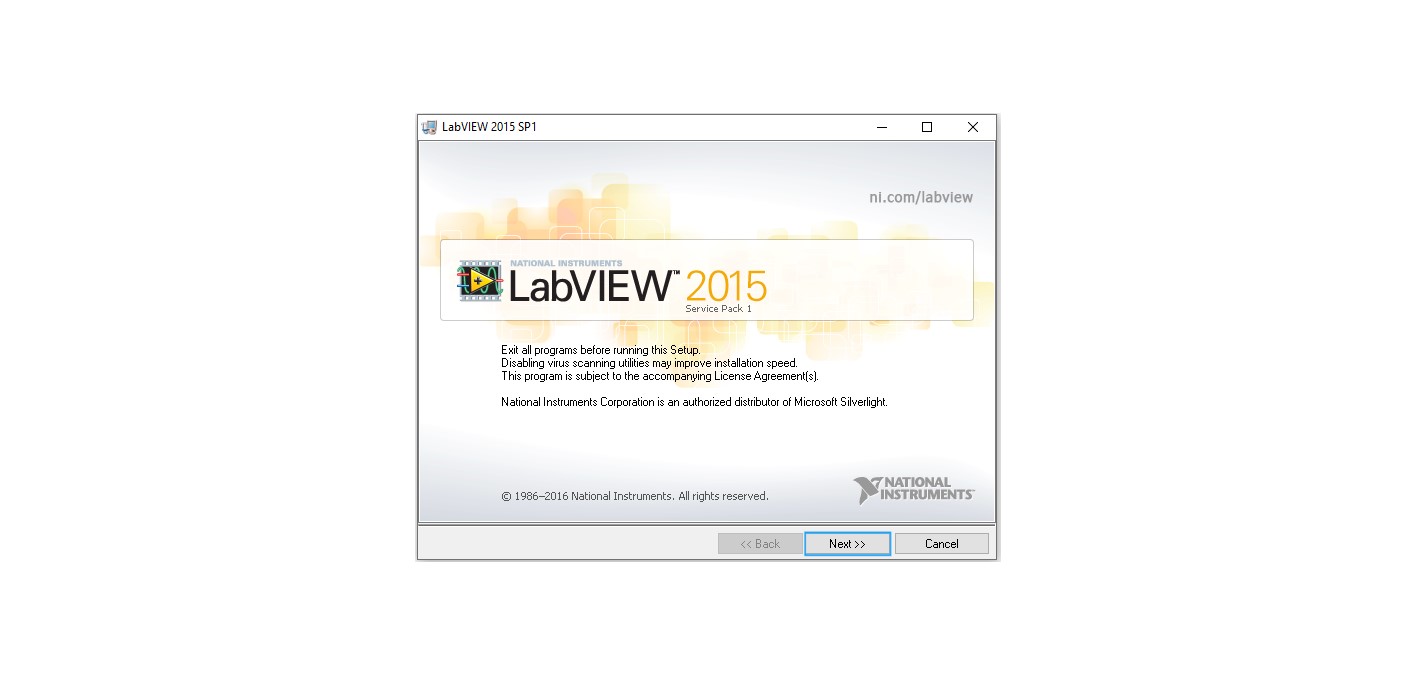 LabVIEW 2015 SP1
ni.com/labview
NATIONAL INSTRUMENTS
LabVIEW™ 2015
Service Pack 1
Exit all programs before running this Setup.
Disabling virus scanning utilities may improve installation speed.
This program is subject to the accompanying License Agreement(s).
National Instruments Corporation is an authorized distributor of Microsoft Silverlight.
© 1986–2016 National Instruments. All rights reserved.
NATIONAL
INSTRUMENTS™
<< Back
Next >>
Cancel